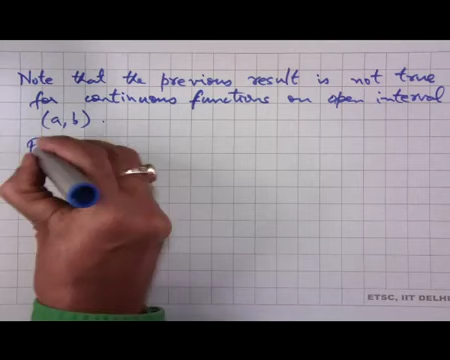 Note that the previous result is not true
for continuous functions on open interval
(a, b) .
ETSC, IIT DELHI